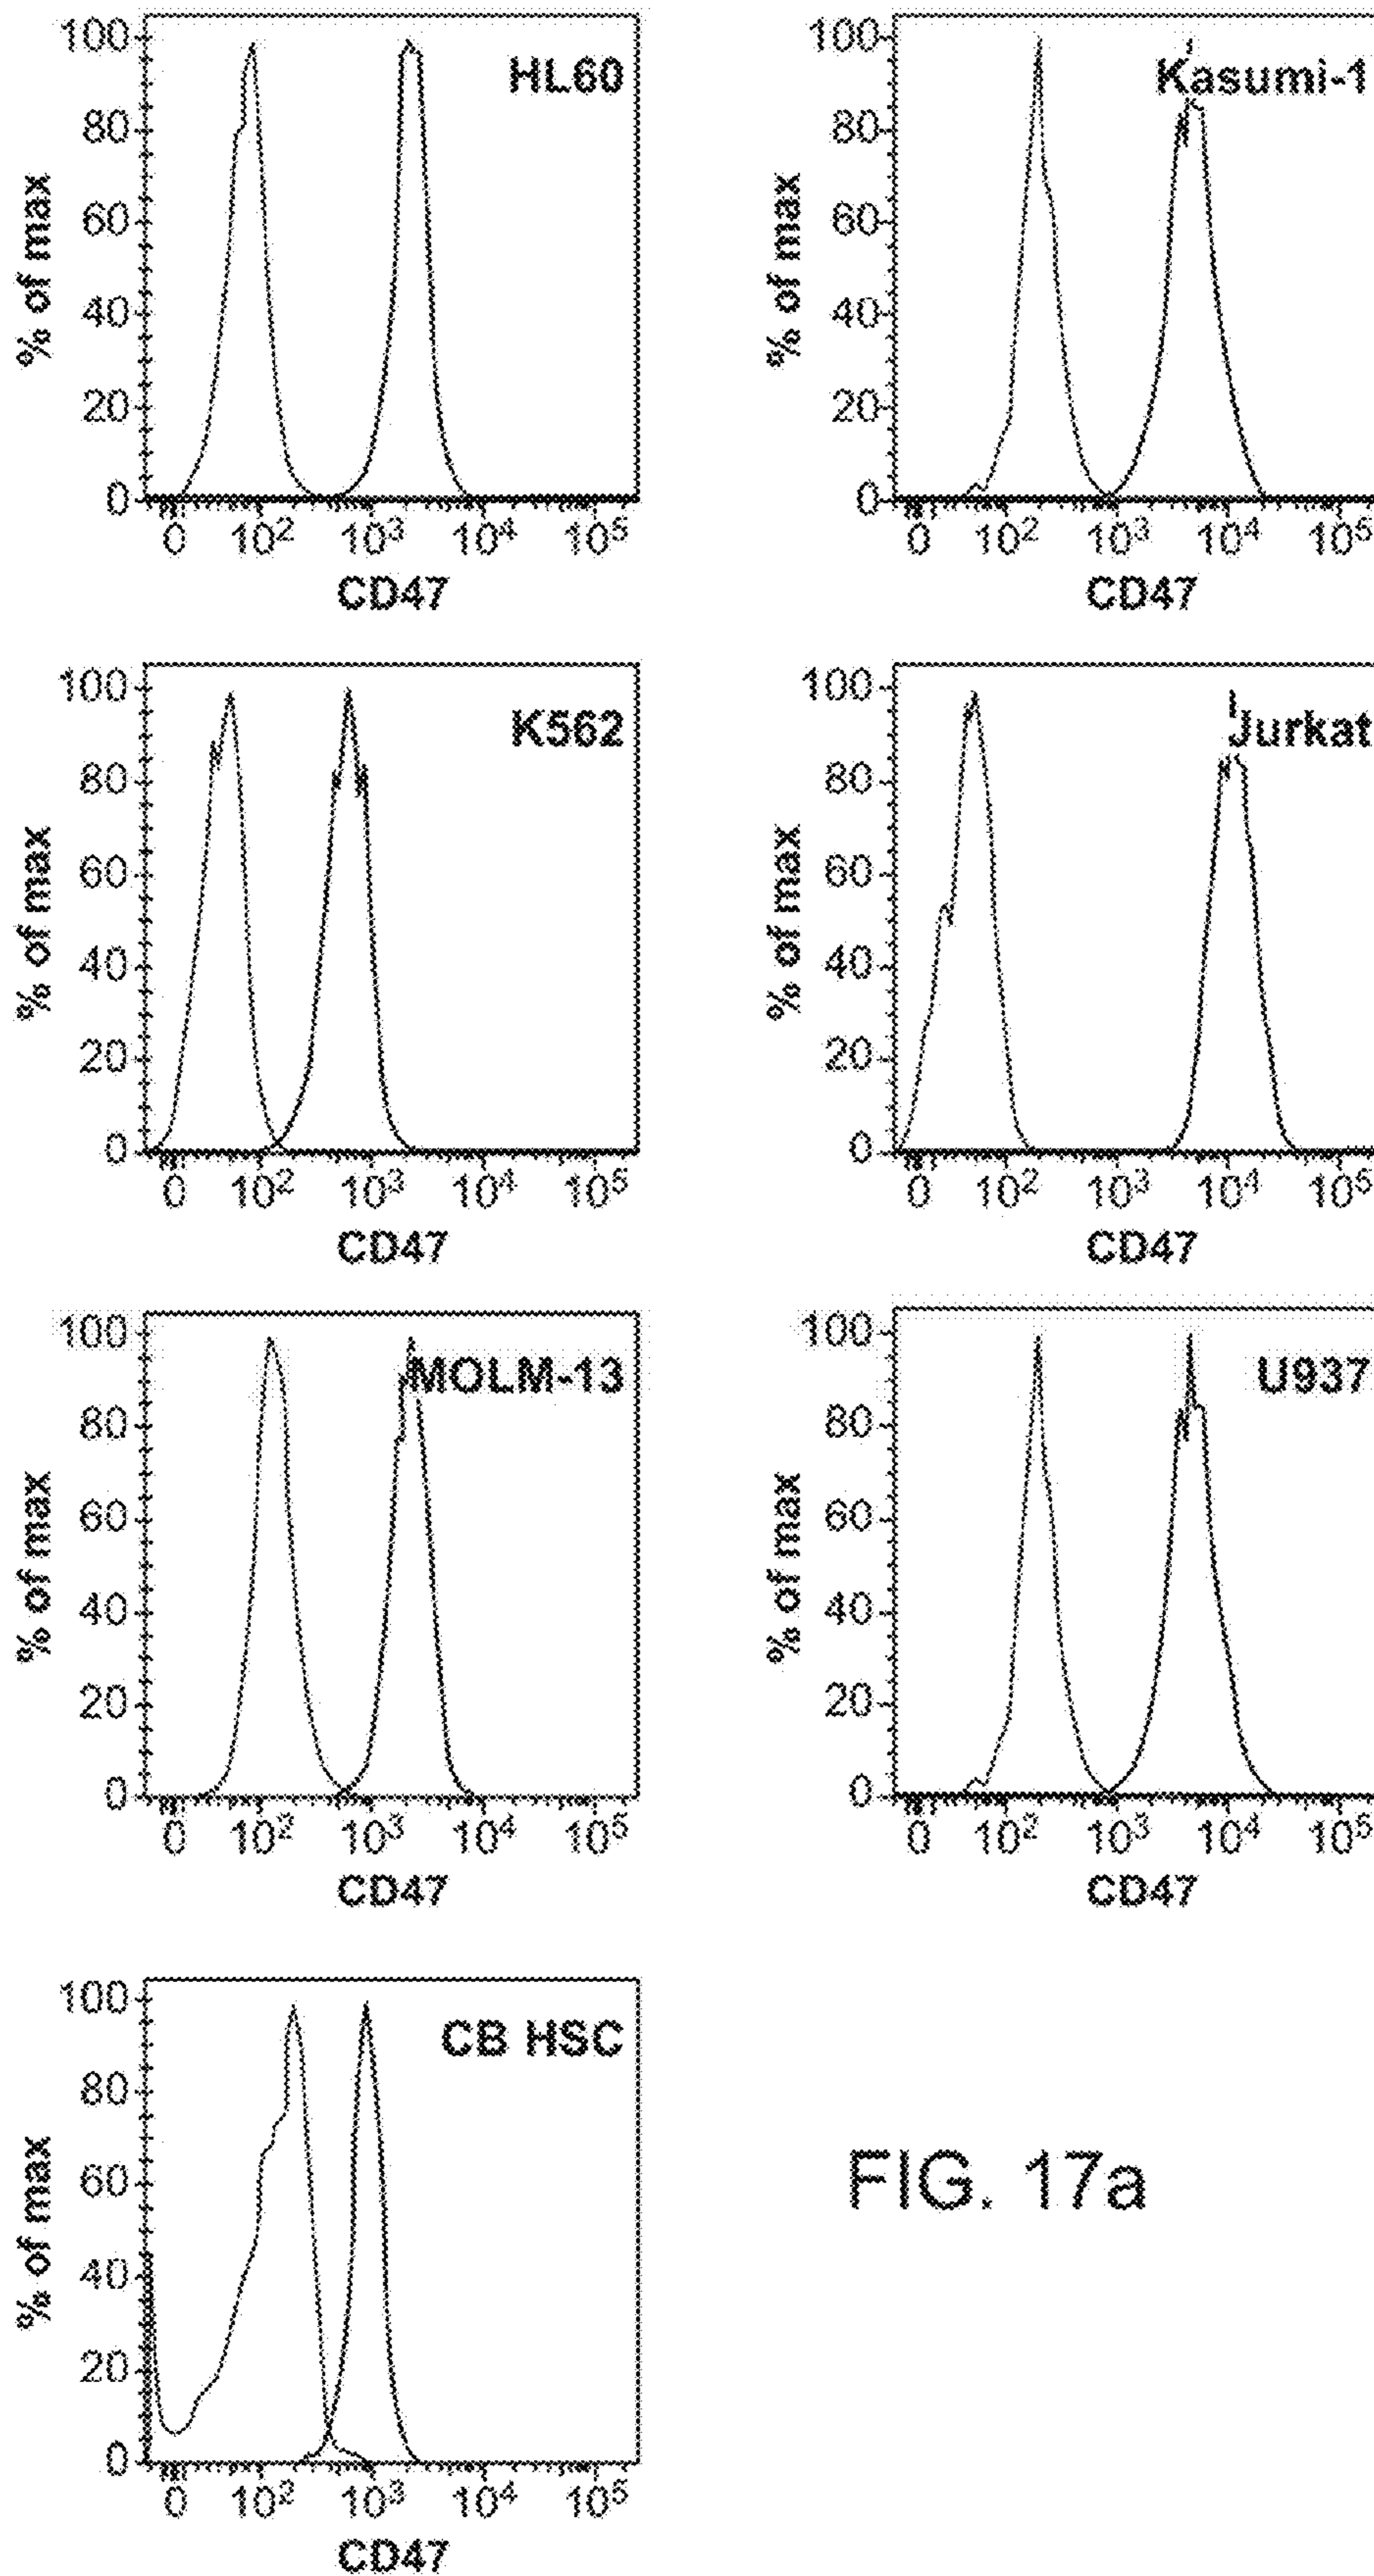 HL60
% of max
100
80
60
40
20
0
0 10² 10³ 10⁴ 10⁵
CD47
Kasumi-1
% of max
100
80
60
40
20
0
0 10² 10³ 10⁴ 10⁵
CD47
K562
% of max
100
80
60
40
20
0
0 10² 10³ 10⁴ 10⁵
CD47
Jurkat
% of max
100
80
60
40
20
0
0 10² 10³ 10⁴ 10⁵
CD47
MOLM-13
% of max
100
80
60
40
20
0
0 10² 10³ 10⁴ 10⁵
CD47
U937
% of max
100
80
60
40
20
0
0 10² 10³ 10⁴ 10⁵
CD47
CB HSC
% of max
100
80
60
40
20
0
0 10² 10³ 10⁴ 10⁵
CD47
FIG. 17a